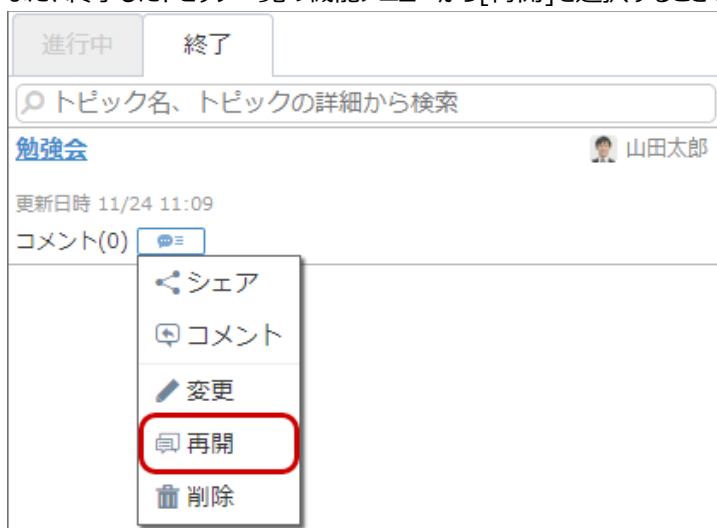 進行中 終了
トピック名、トピックの詳細から検索
勉強会 山田太郎
更新日時 11/24 11:09
コメント(0)
シェア
コメント
変更
再開
削除